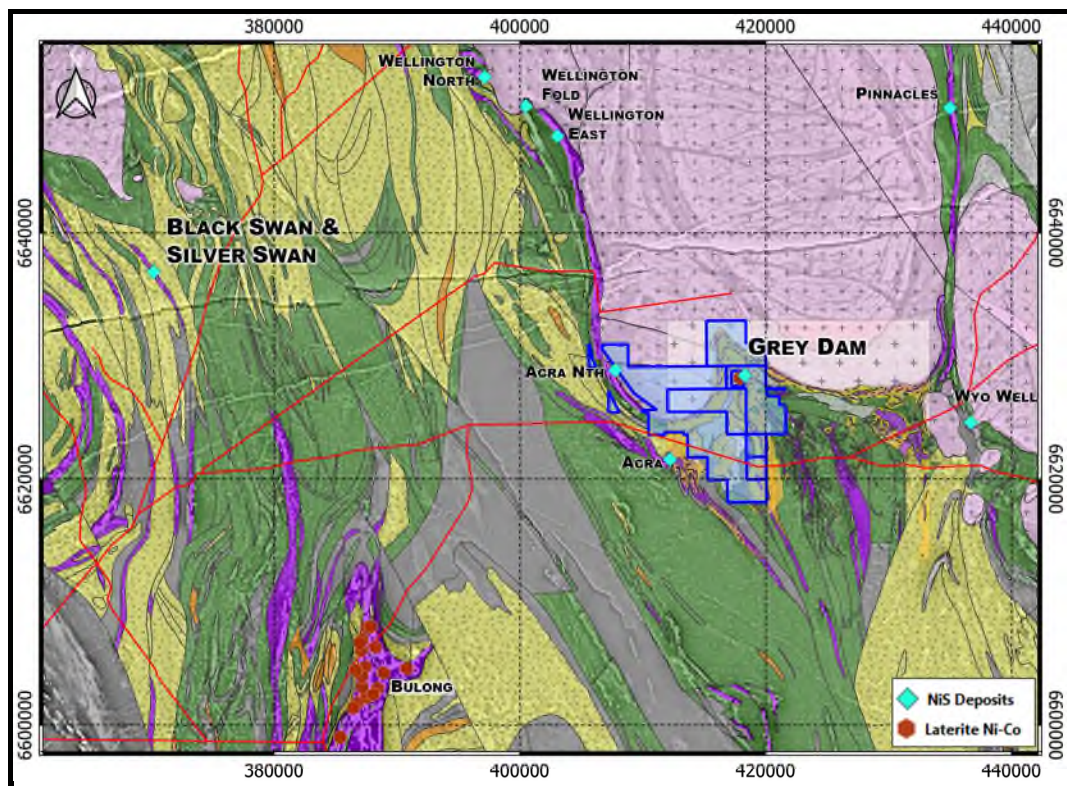 380000
400000
420000
440000
WELLINGTON
NORTH
WELLINGTON
FOLD
WELLINGTON
EAST
PINNACLES
BLACK SWAN &
SILVER SWAN
6640000
6640000
GREY DAM
ACRA NTH
WYO WELL
ACRA
6620000
6620000
BULONG
NiS Deposits
Laterite Ni-Co
6600000
6600000
380000
400000
420000
440000